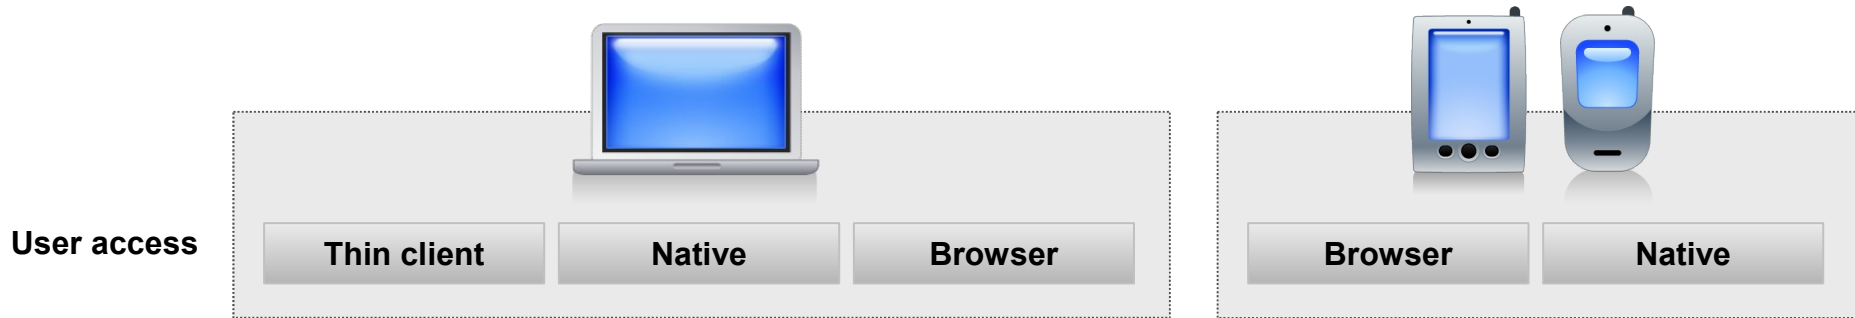 User access
Thin client
Native
Browser
Browser
Native